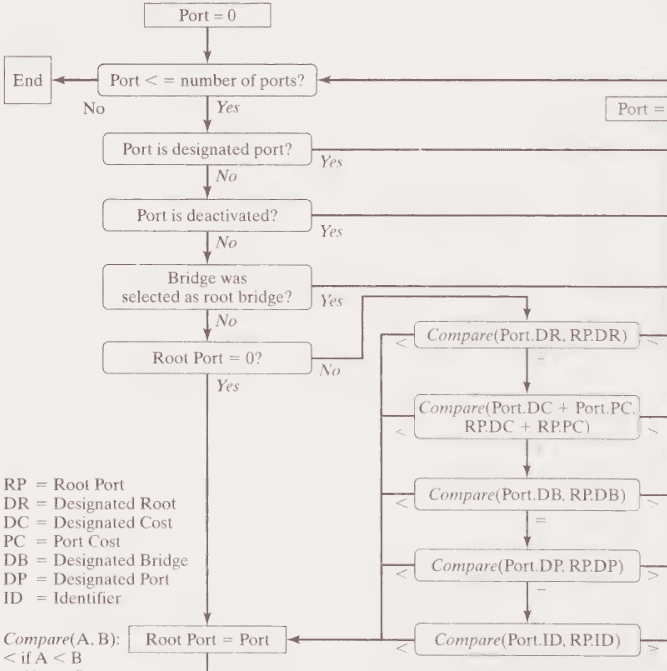 Port = 0
End
Port < = number of ports?
No
Yes
Port =
Port is designated port?
Yes
No
Port is deactivated?
Yes
No
Bridge was
selected as root bridge?
Yes
No
Compare(Port.DR, RP.DR)
<
>
=
Root Port = 0?
No
Yes
Compare(Port.DC + Port.PC,
RP.DC + RP.PC)
<
>
=
RP = Root Port
DR = Designated Root
DC = Designated Cost
PC = Port Cost
DB = Designated Bridge
DP = Designated Port
ID = Identifier
Compare(Port.DB, RP.DB)
<
>
=
Compare(Port.DP, RP.DP)
<
>
=
Compare(A, B):
< if A < B
Root Port = Port
Compare(Port.ID, RP.ID)
<
>